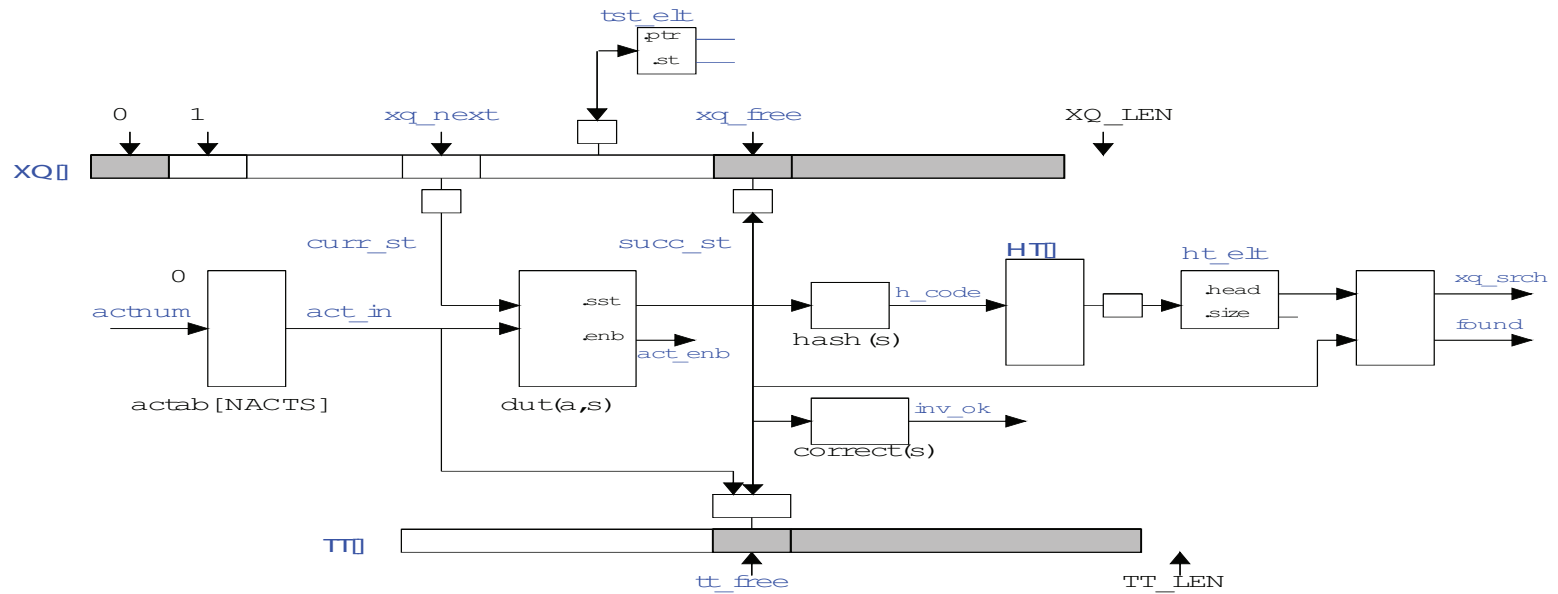 tst_elt
.ptr
.st
0
1
xq_next
xq_free
XQ_LEN
XQ[]
curr_st
succ_st
HT[]
ht_elt
0
.sst
h_code
.head
xq_srch
actnum
act_in
.size
.enb
hash(s)
found
act_enb
actab[NACTS]
dut(a,s)
inv_ok
correct(s)
TT[]
tt_free
TT_LEN